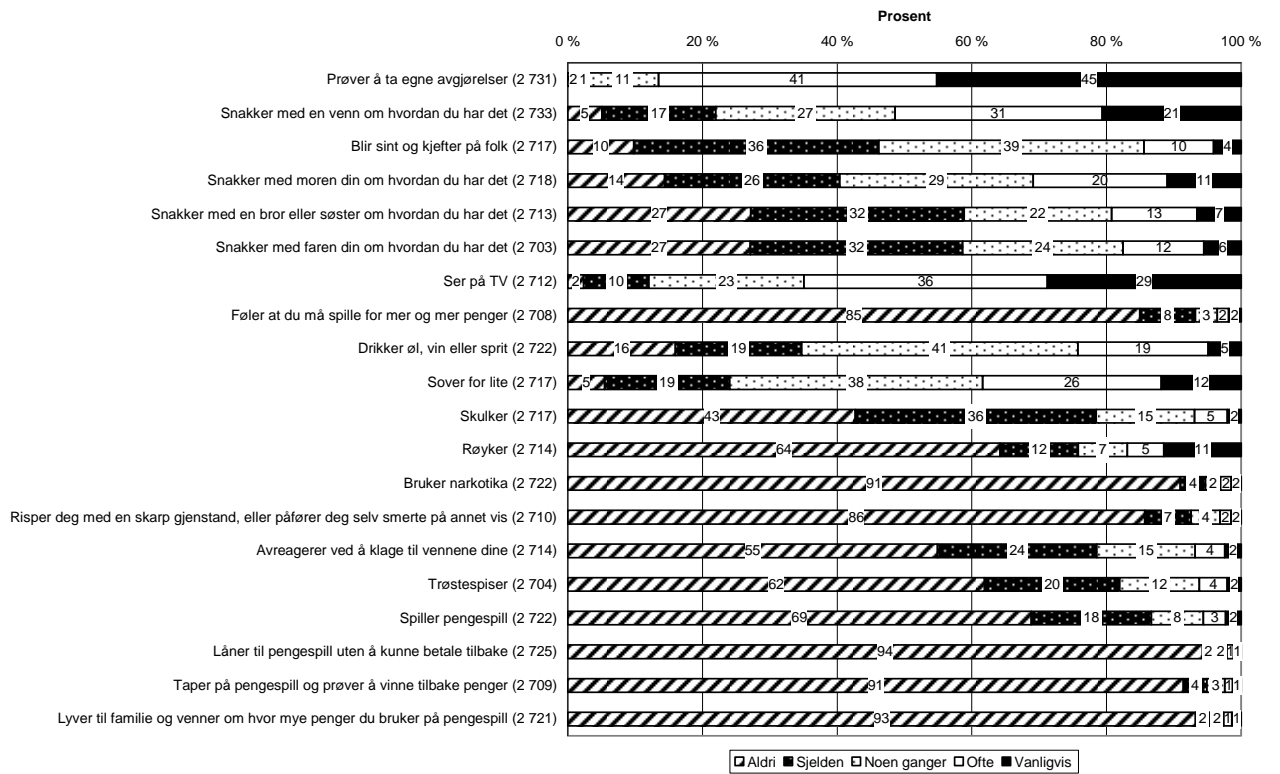 Prosent
0 % 20 % 40 % 60 % 80 % 100 %
Prøver å ta egne avgjørelser (2 731) 2 1 11 41 45
Snakker med en venn om hvordan du har det (2 733) 5 17 27 31 21
Blir sint og kjefter på folk (2 717) 10 36 39 10 4
Snakker med moren din om hvordan du har det (2 718) 14 26 29 20 11
Snakker med en bror eller søster om hvordan du har det (2 713) 27 32 22 13 7
Snakker med faren din om hvordan du har det (2 703) 27 32 24 12 6
Ser på TV (2 712) 2 10 23 36 29
Føler at du må spille for mer og mer penger (2 708) 85 8 3 2 2
Drikker øl, vin eller sprit (2 722) 16 19 41 19 5
Sover for lite (2 717) 5 19 38 26 12
Skulker (2 717) 43 36 15 5 2
Røyker (2 714) 64 12 7 5 11
Bruker narkotika (2 722) 91 4 2 2 2
Risper deg med en skarp gjenstand, eller påfører deg selv smerte på annet vis (2 710) 86 7 4 2 2
Avreagerer ved å klage til vennene dine (2 714) 55 24 15 4 2
Trøstespiser (2 704) 62 20 12 4 2
Spiller pengespill (2 722) 69 18 8 3 2
Låner til pengespill uten å kunne betale tilbake (2 725) 94 2 2 1
Taper på pengespill og prøver å vinne tilbake penger (2 709) 91 4 3 1 1
Lyver til familie og venner om hvor mye penger du bruker på pengespill (2 721) 93 2 2 1 1
Aldri Sjelden Noen ganger Ofte Vanligvis